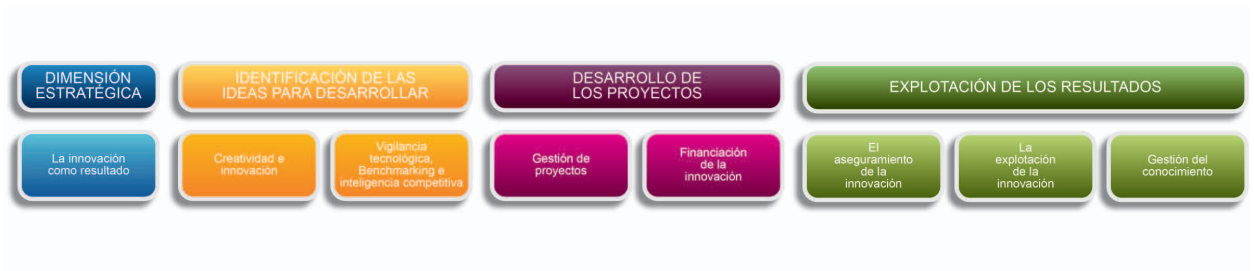 DIMENSIÓN
ESTRATÉGICA
IDENTIFICACIÓN DE LAS
IDEAS PARA DESARROLLAR
DESARROLLO DE
LOS PROYECTOS
EXPLOTACIÓN DE LOS RESULTADOS
La innovación
como resultado
Creatividad e
innovación
Vigilancia
tecnológica,
Benchmarking e
inteligencia competitiva
Gestión de
proyectos
Financiación
de la
innovación
El
aseguramiento
de la
innovación
La
explotación
de la
innovación
Gestión del
conocimiento